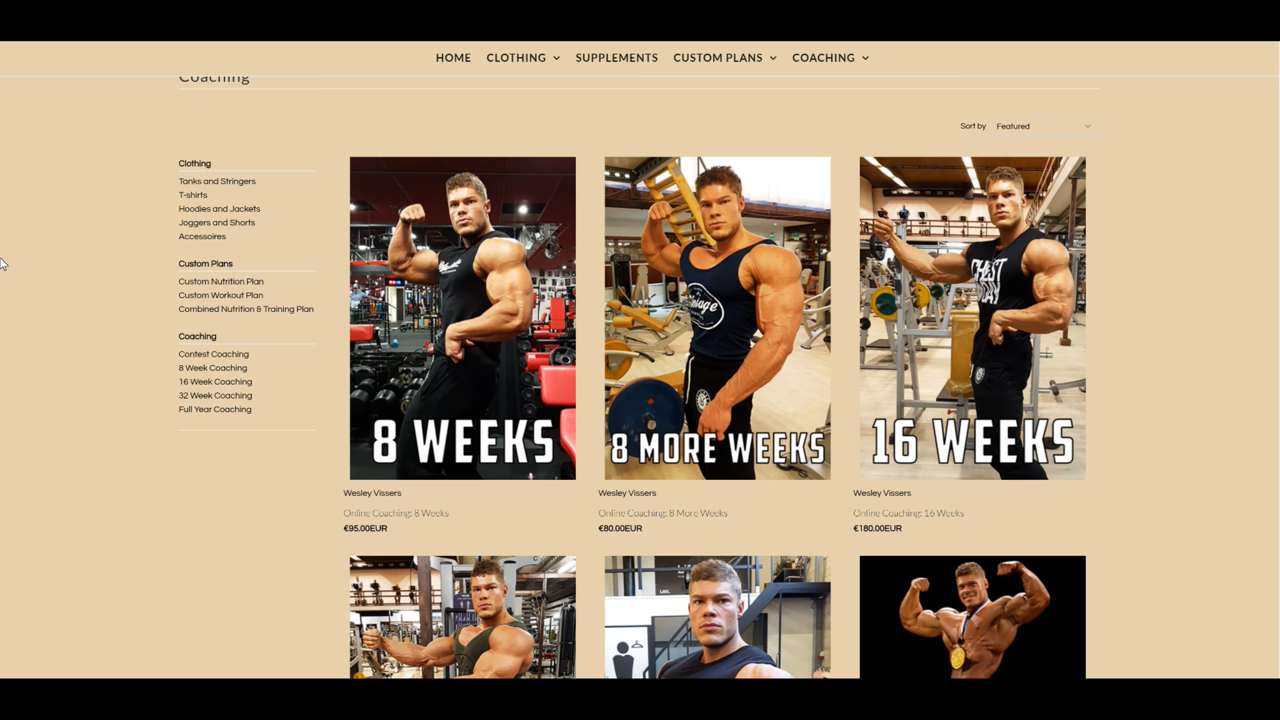 HOME CLOTHING SUPPLEMENTS CUSTOM PLANS COACHING
Coaching
Sort by Featured
Clothing
Tanks and Stringers
T-shirts
Hoodies and Jackets
Joggers and Shorts
Accessoires
Custom Plans
Custom Nutrition Plan
Custom Workout Plan
Combined Nutrition & Training Plan
Coaching
Contest Coaching
8 Week Coaching
16 Week Coaching
32 Week Coaching
Full Year Coaching
8 WEEKS
Wesley Vissers
Online Coaching: 8 Weeks
€95.00EUR
8 MORE WEEKS
Wesley Vissers
Online Coaching: 8 More Weeks
€80.00EUR
CHEST DAY
16 WEEKS
Wesley Vissers
Online Coaching: 16 Weeks
€180.00EUR